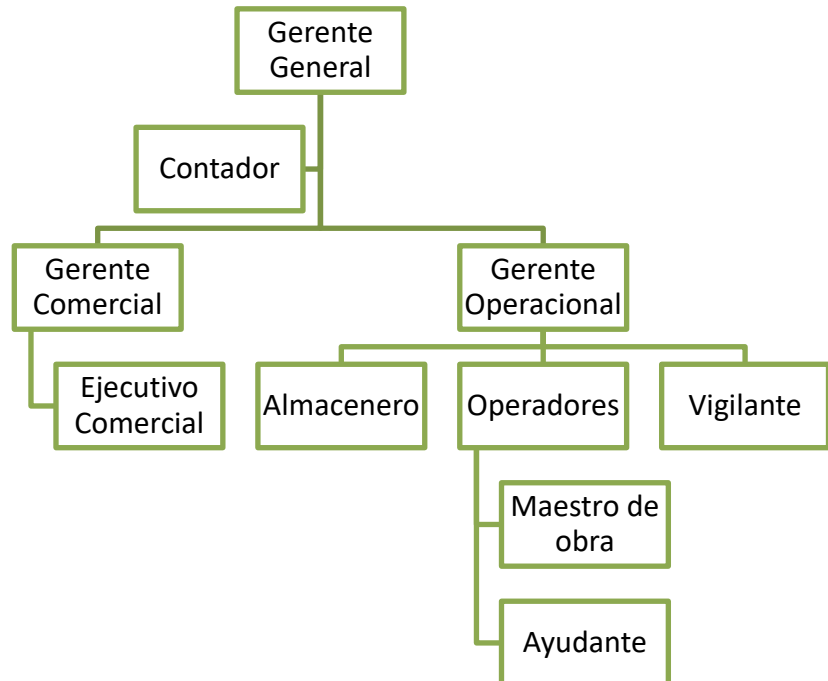 Gerente
General
Contador
Gerente
Comercial
Gerente
Operacional
Ejecutivo
Comercial
Almacenero
Operadores
Vigilante
Maestro de
obra
Ayudante